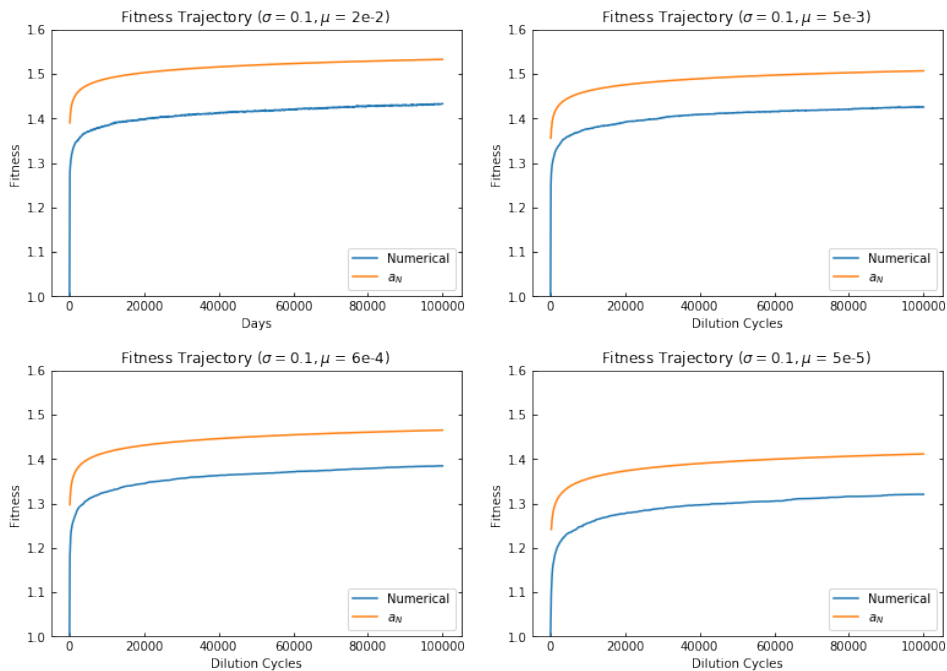 Fitness Trajectory (σ = 0.1, μ = 2e-2)
1.6
1.5
1.4
1.3
1.2
1.1
1.0
Fitness
0 20000 40000 60000 80000 100000
Days
Numerical
a_N
Fitness Trajectory (σ = 0.1, μ = 5e-3)
1.6
1.5
1.4
1.3
1.2
1.1
1.0
Fitness
0 20000 40000 60000 80000 100000
Dilution Cycles
Numerical
a_N
Fitness Trajectory (σ = 0.1, μ = 6e-4)
1.6
1.5
1.4
1.3
1.2
1.1
1.0
Fitness
0 20000 40000 60000 80000 100000
Dilution Cycles
Numerical
a_N
Fitness Trajectory (σ = 0.1, μ = 5e-5)
1.6
1.5
1.4
1.3
1.2
1.1
1.0
Fitness
0 20000 40000 60000 80000 100000
Dilution Cycles
Numerical
a_N